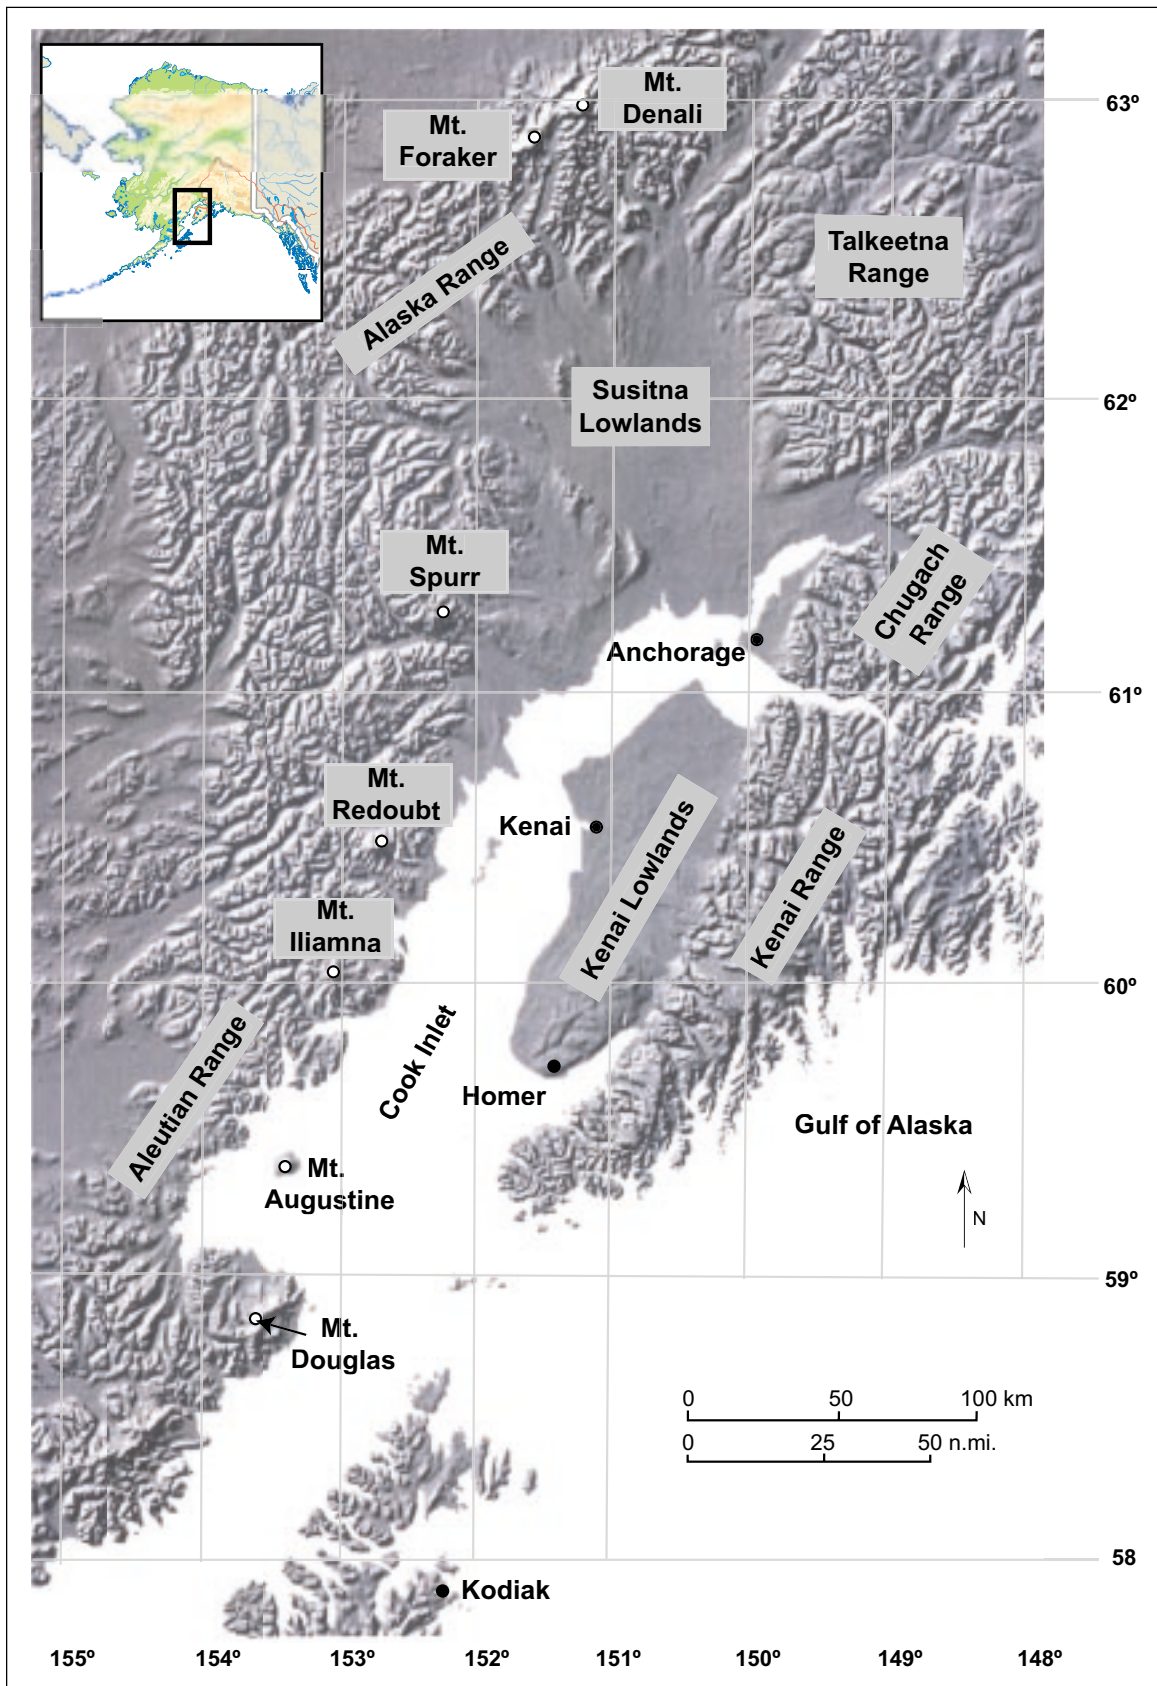 Mt.
Denali
63º
Mt.
Foraker
Talkeetna
Range
Alaska Range
Susitna
Lowlands
62º
Mt.
Spurr
Chugach
Range
Anchorage
61º
Mt.
Redoubt
Kenai
Kenai Lowlands
Kenai Range
Mt.
Iliamna
60º
Cook Inlet
Aleutian Range
Homer
Gulf of Alaska
Mt.
Augustine
N
59º
Mt.
Douglas
0 50 100 km
0 25 50 n.mi.
58
Kodiak
155º 154º 153º 152º 151º 150º 149º 148º